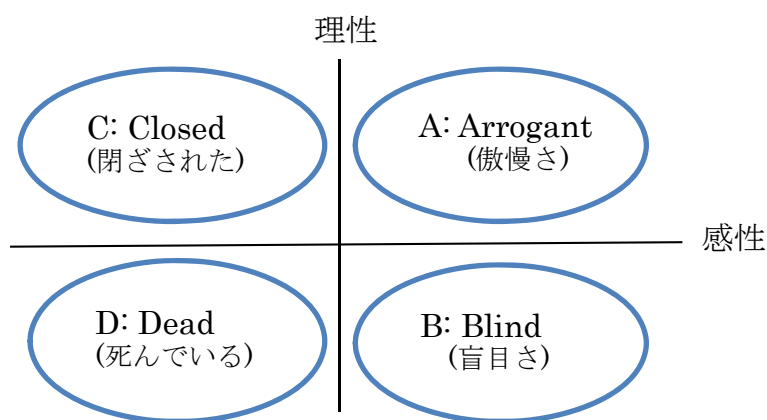 理性
C: Closed
(閉ざされた)
A: Arrogant
(傲慢さ)
感性
D: Dead
(死んでいる)
B: Blind
(盲目さ)